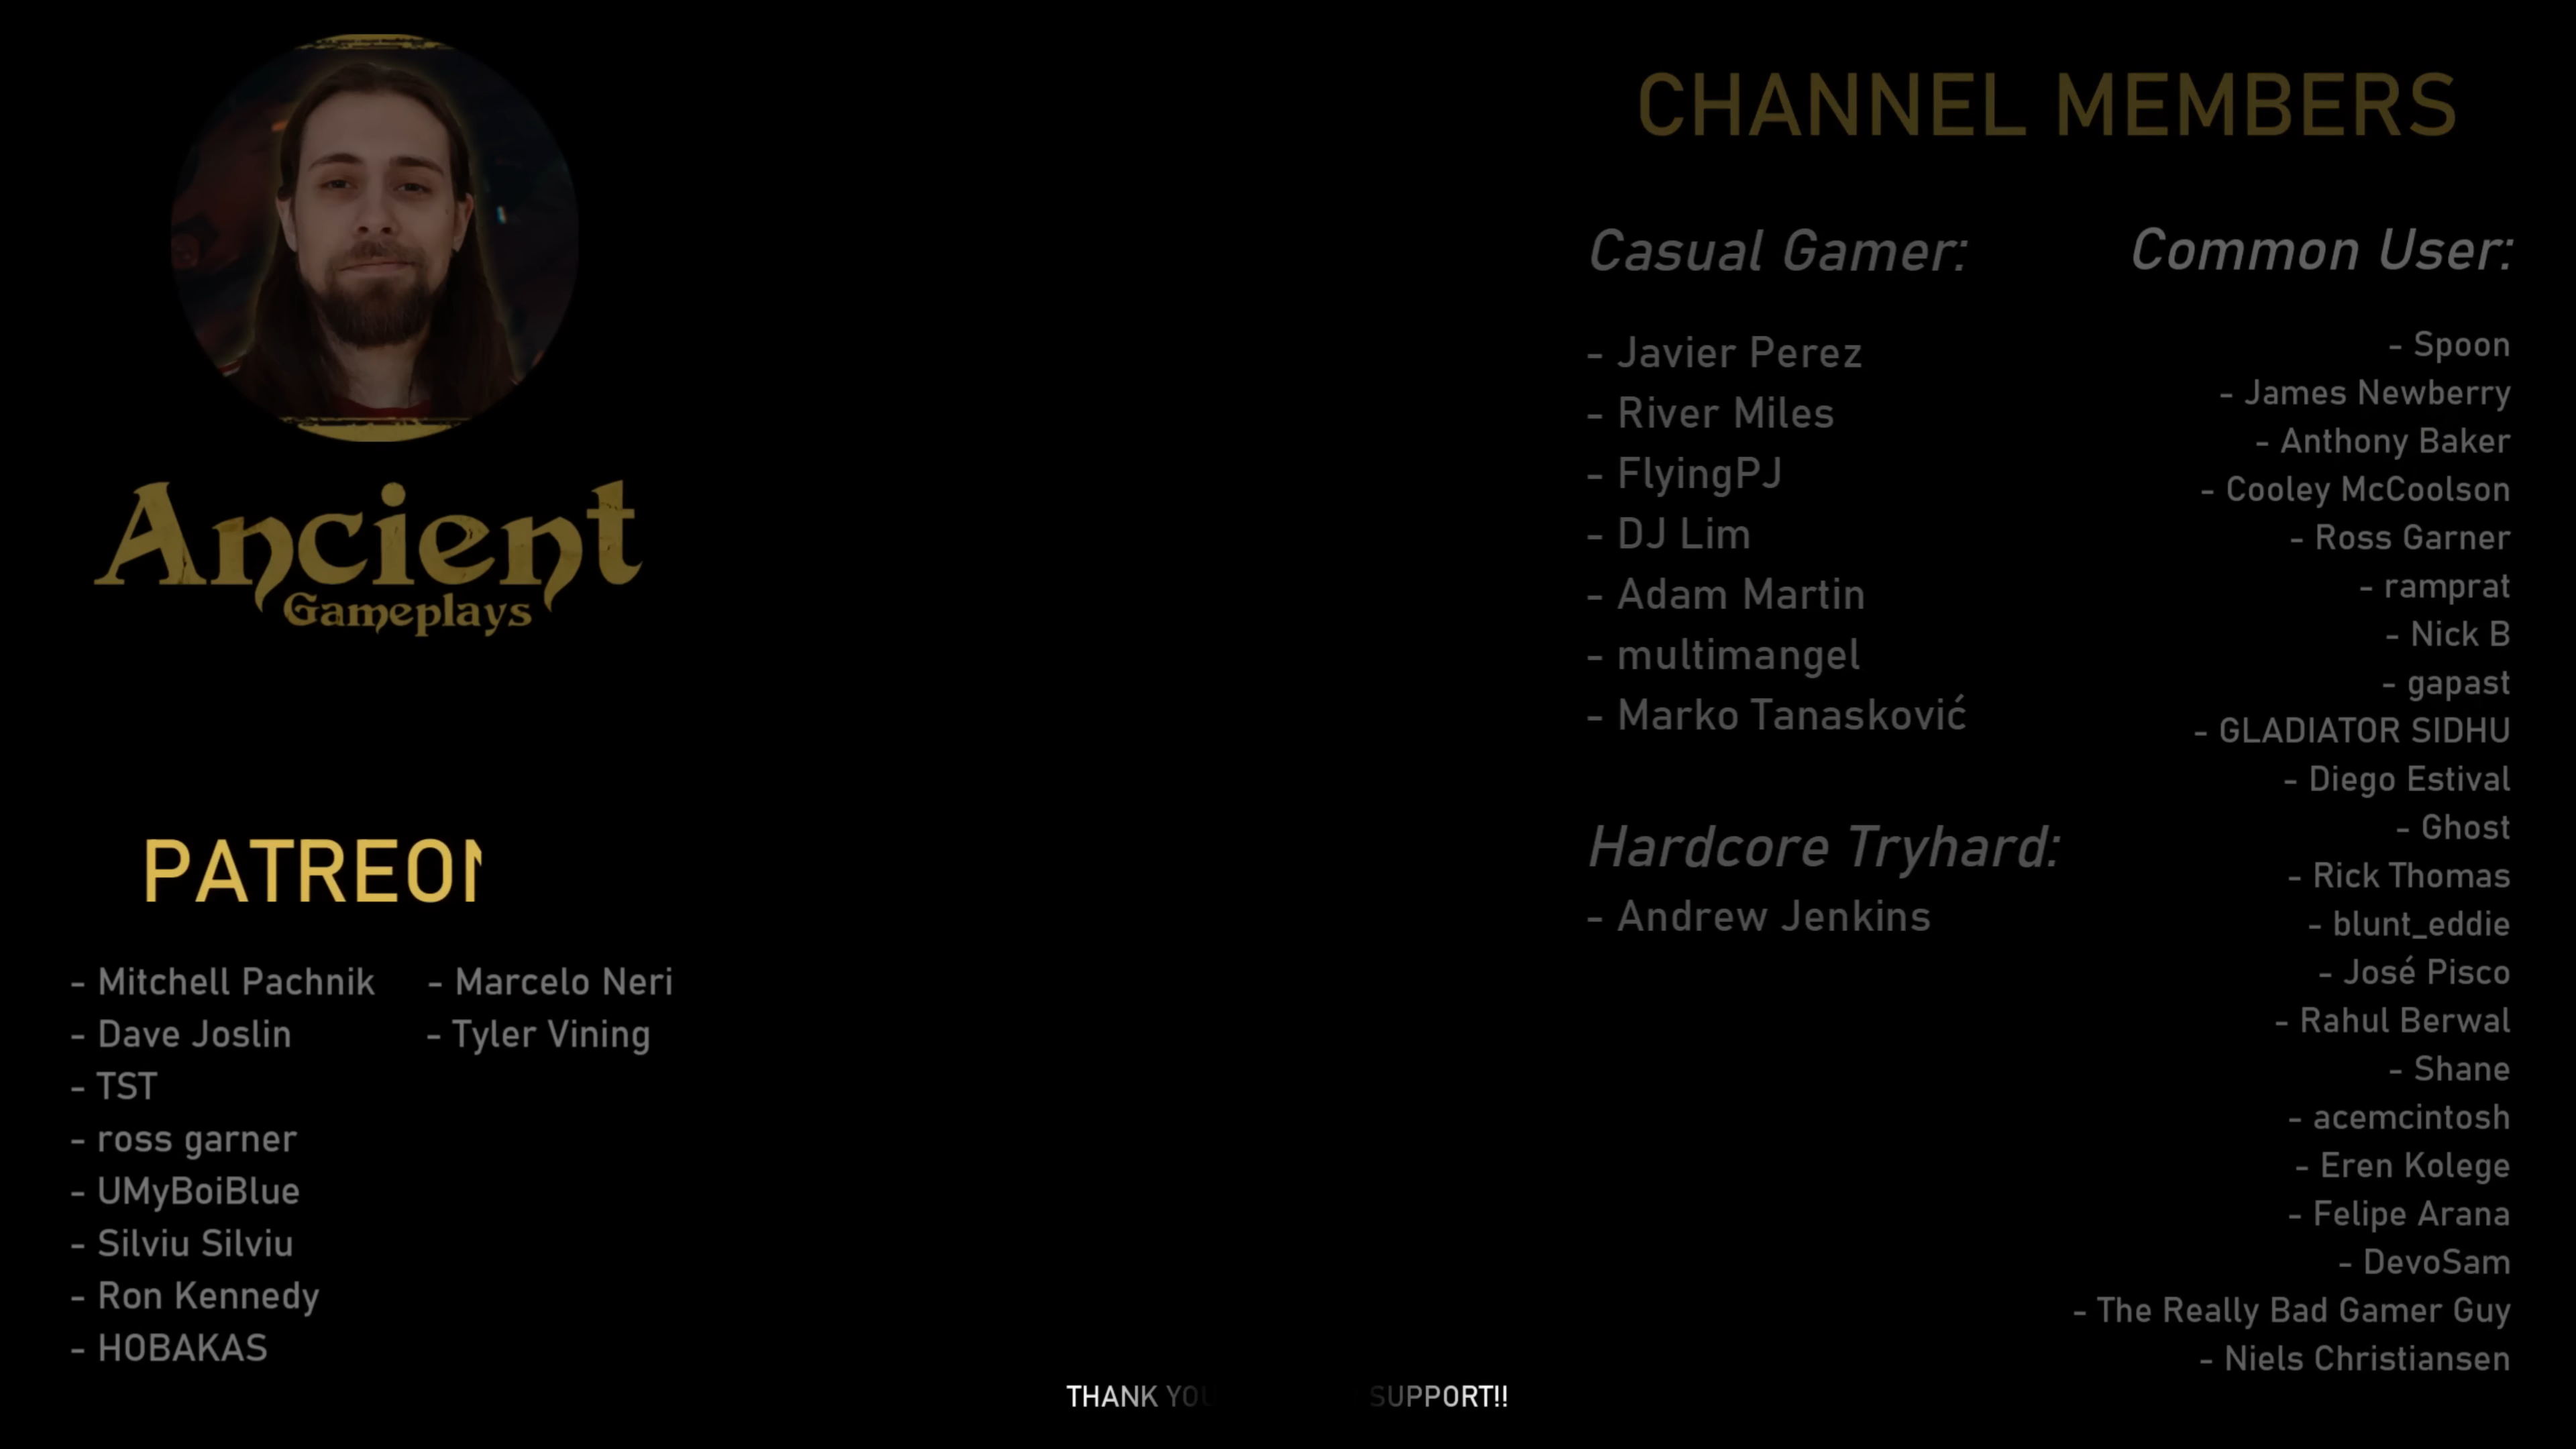 Ancient
Gameplays
PATREON
- Mitchell Pachnik
- Dave Joslin
- TST
- ross garner
- UMyBoiBlue
- Silviu Silviu
- Ron Kennedy
- HOBAKAS
- Marcelo Neri
- Tyler Vining
CHANNEL MEMBERS
Casual Gamer:
- Javier Perez
- River Miles
- FlyingPJ
- DJ Lim
- Adam Martin
- multimangel
- Marko Tanasković
Hardcore Tryhard:
- Andrew Jenkins
Common User:
- Spoon
- James Newberry
- Anthony Baker
- Cooley McCoolson
- Ross Garner
- ramprat
- Nick B
- gapast
- GLADIATOR SIDHU
- Diego Estival
- Ghost
- Rick Thomas
- blunt_eddie
- José Pisco
- Rahul Berwal
- Shane
- acemcintosh
- Eren Kolege
- Felipe Arana
- DevoSam
- The Really Bad Gamer Guy
- Niels Christiansen
THANK YOU SUPPORT!!